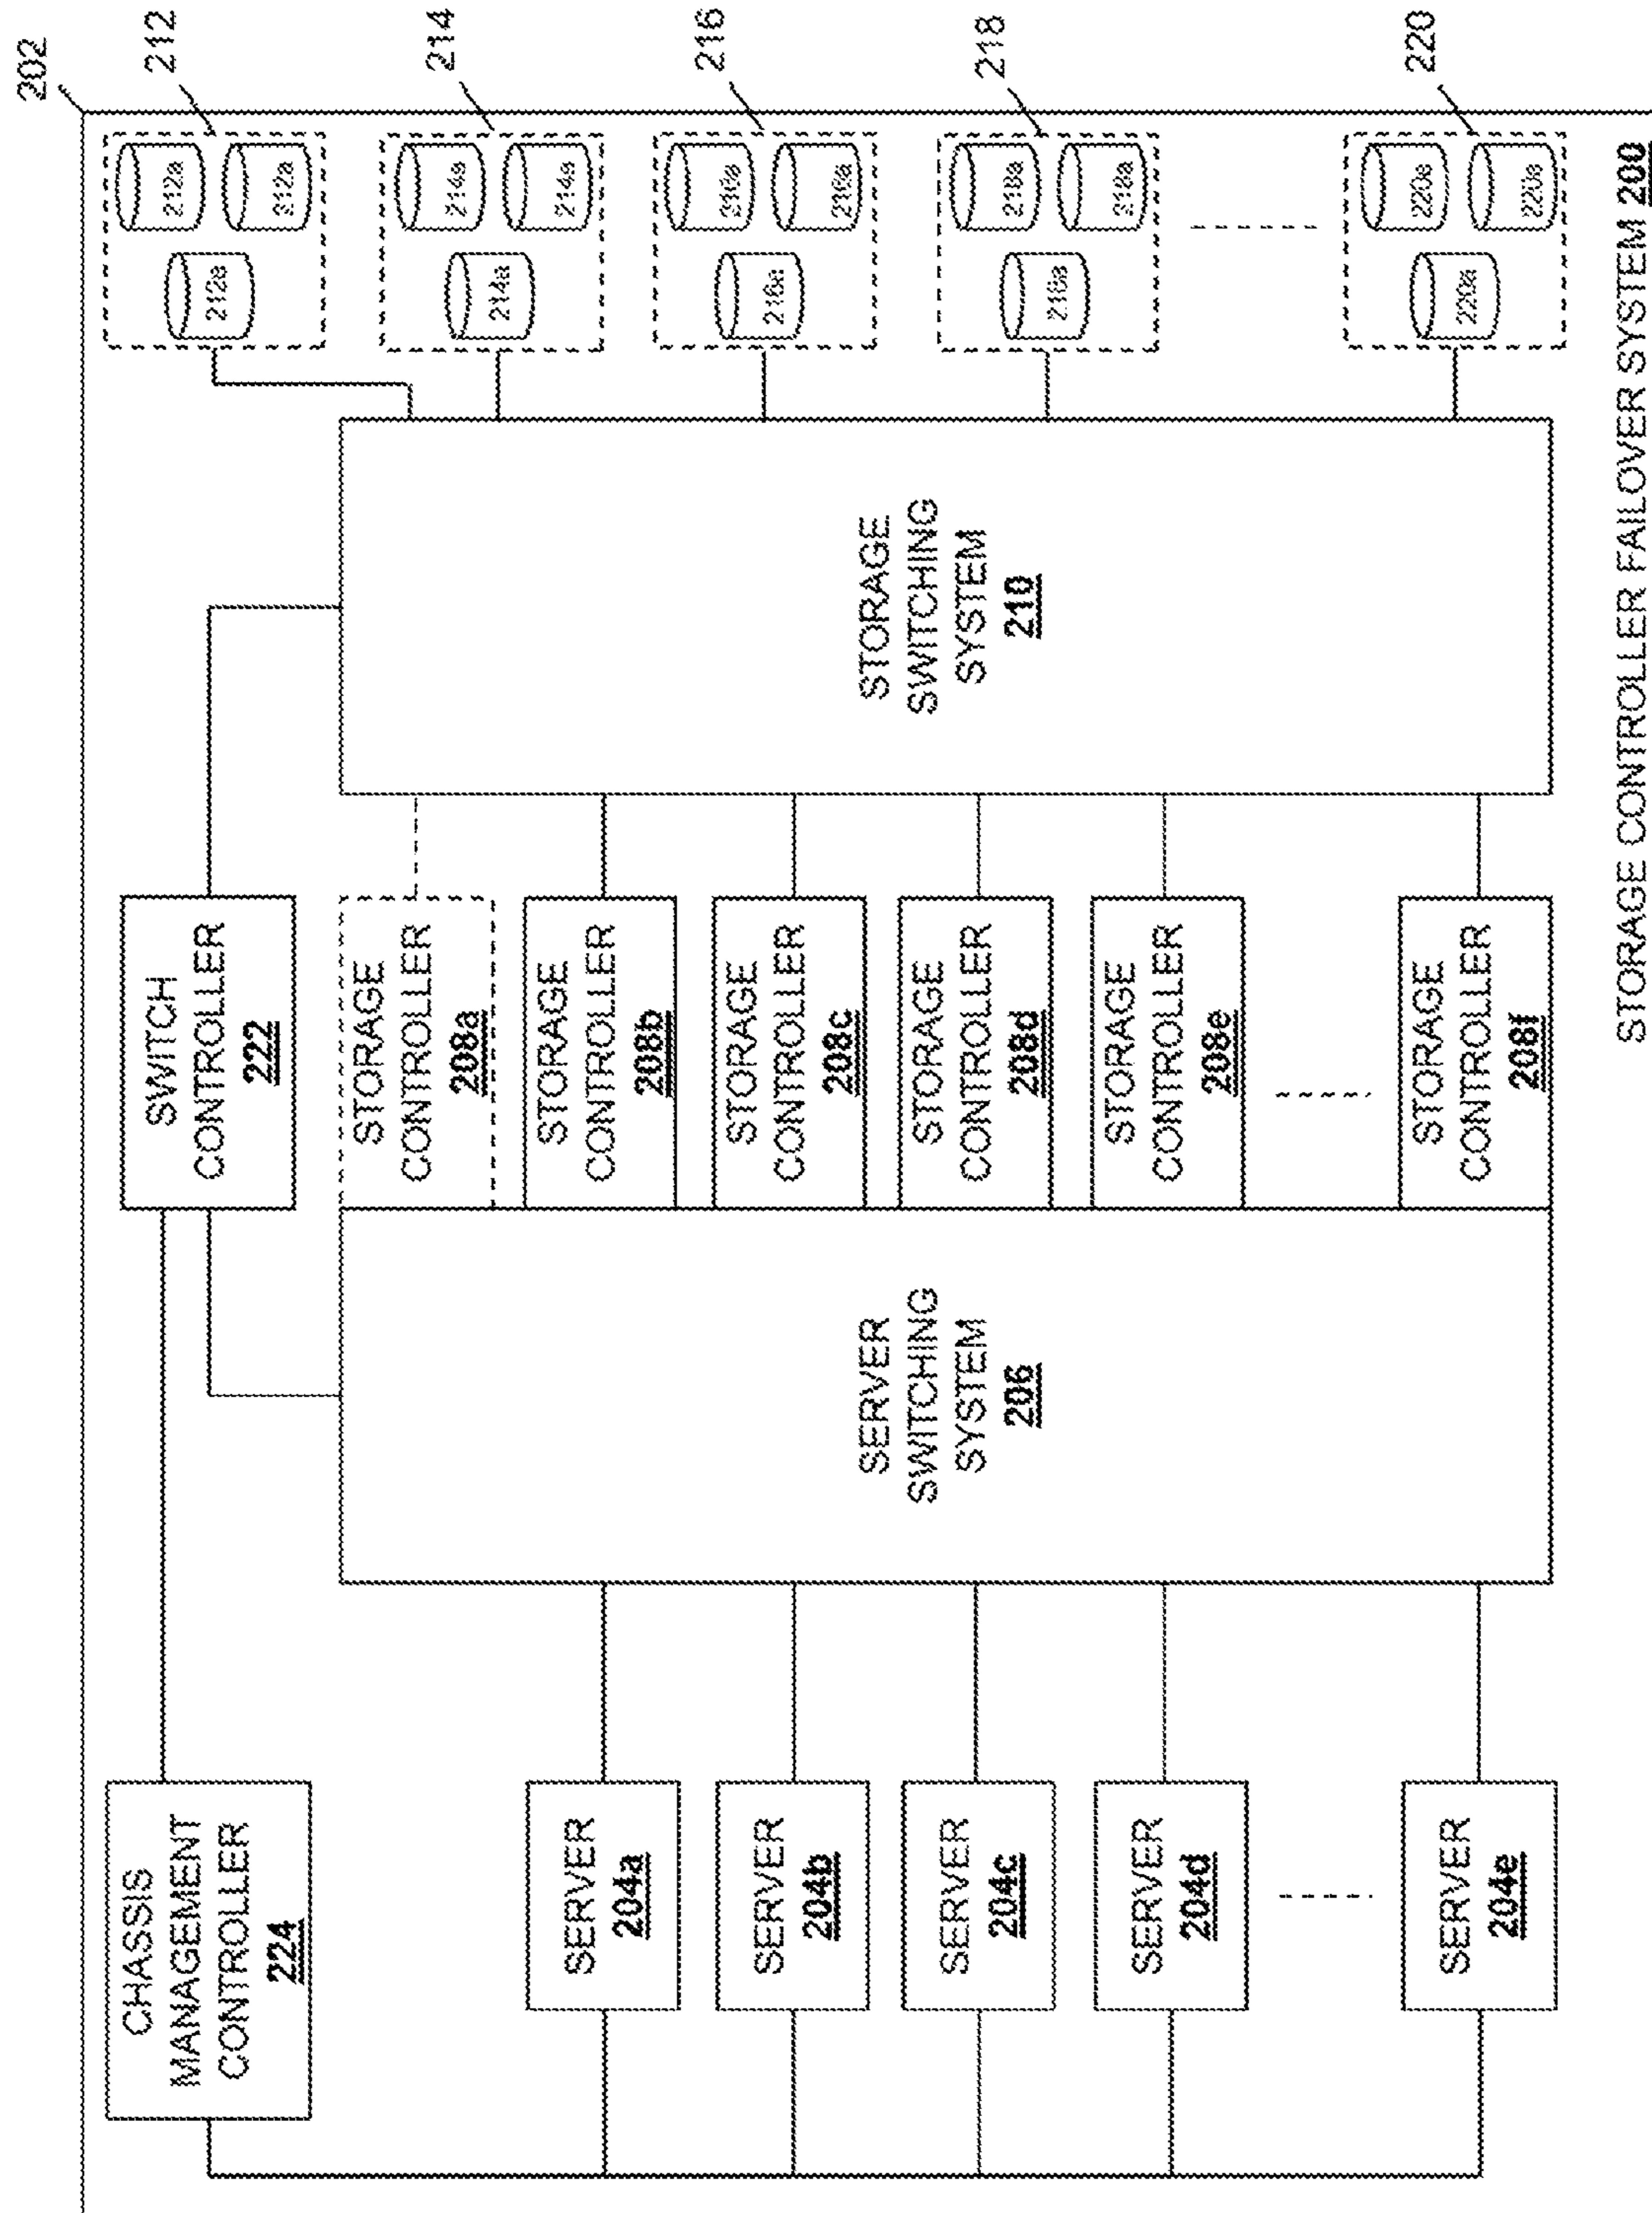 202
CHASSIS
MANAGEMENT
CONTROLLER
224
SWITCH
CONTROLLER
222
212
212a
212a
212a
SERVER
SWITCHING
SYSTEM
206
STORAGE
SWITCHING
SYSTEM
210
STORAGE
CONTROLLER
208a
214
214a
214a
214a
SERVER
204a
STORAGE
CONTROLLER
208b
SERVER
204b
STORAGE
CONTROLLER
208c
216
216a
216a
216a
SERVER
204c
STORAGE
CONTROLLER
208d
218
218a
218a
218a
SERVER
204d
STORAGE
CONTROLLER
208e
SERVER
204e
STORAGE
CONTROLLER
208f
220
220a
220a
220a
STORAGE CONTROLLER FAILOVER SYSTEM 200